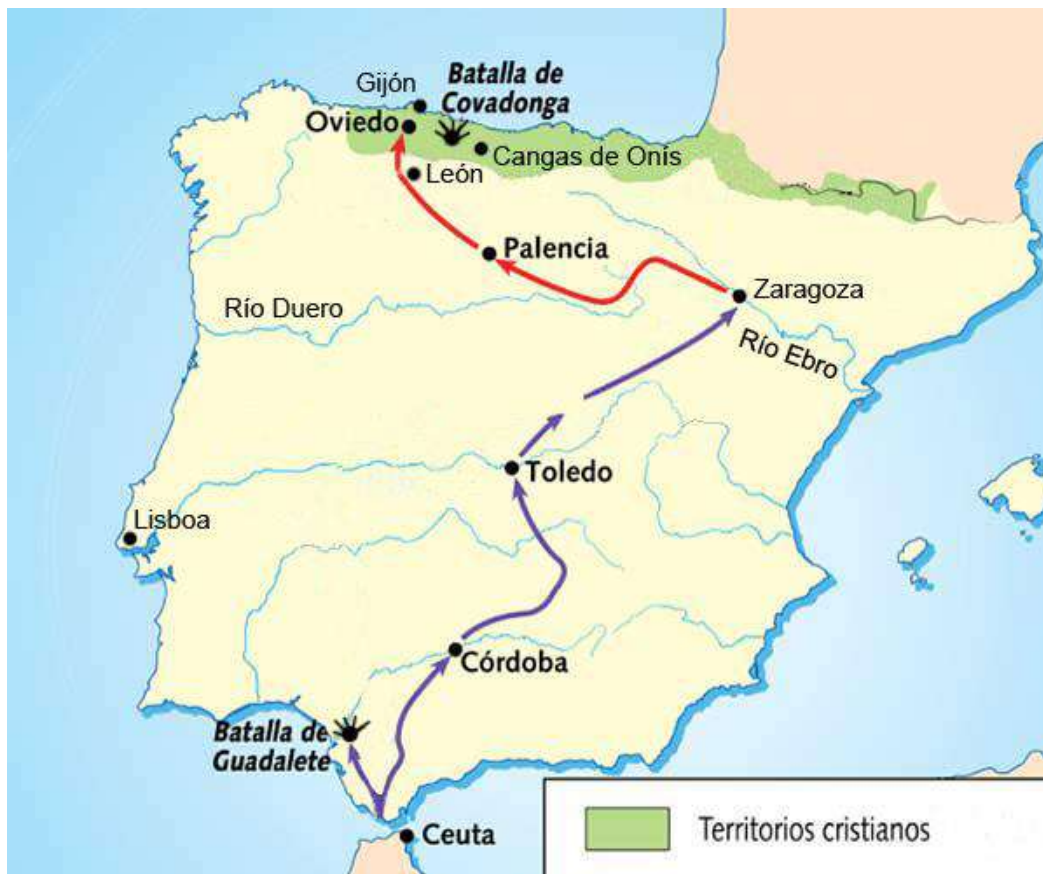 Gijón
Batalla de
Covadonga
Oviedo
Cangas de Onís
León
Palencia
Zaragoza
Río Duero
Río Ebro
Toledo
Lisboa
Córdoba
Batalla de
Guadalete
Ceuta
Territorios cristianos